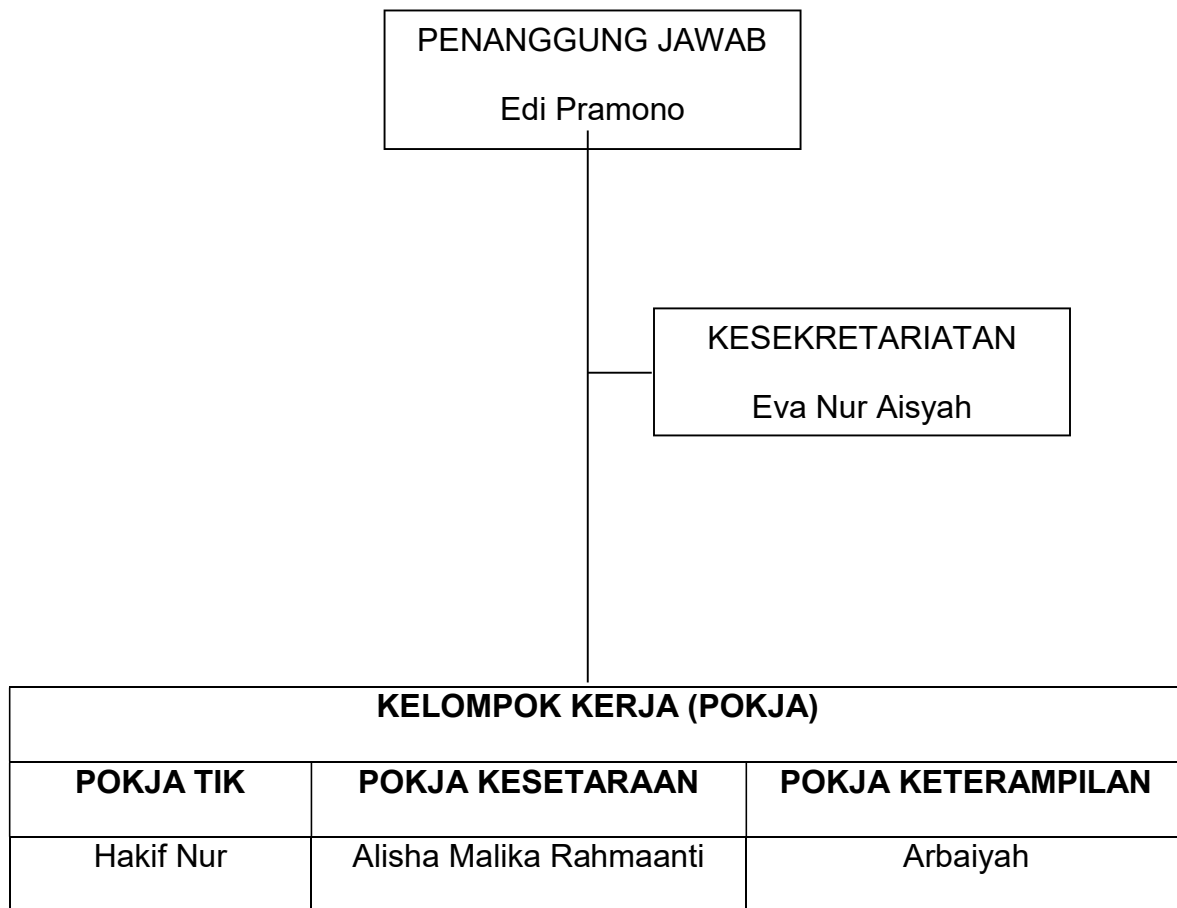 PENANGGUNG JAWAB
Edi Pramono
KESEKRETARIATAN
Eva Nur Aisyah
KELOMPOK KERJA (POKJA)
POKJA TIK POKJA KESETARAAN POKJA KETERAMPILAN
Hakif Nur Alisha Malika Rahmaanti Arbaiyah